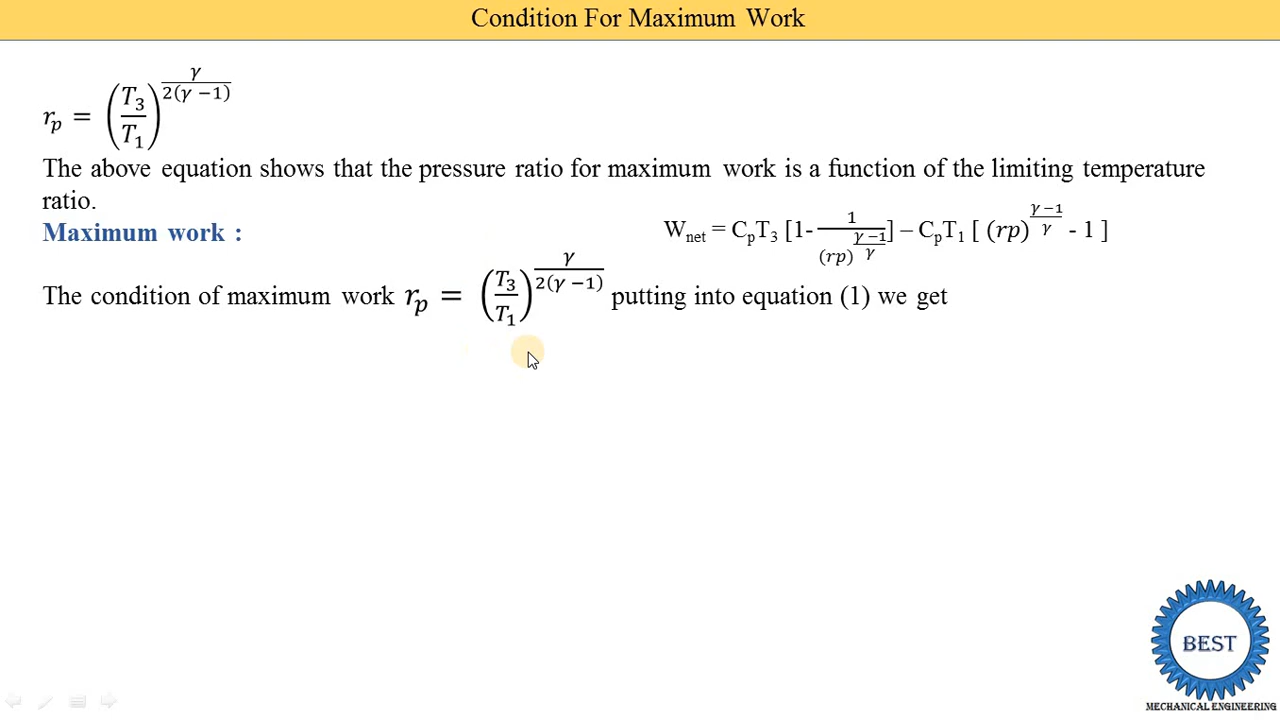 Condition For Maximum Work
r_p = (T_3/T_1)^(γ/2(γ −1))
The above equation shows that the pressure ratio for maximum work is a function of the limiting temperature
ratio.
Maximum work :
W_net = C_pT_3 [1- 1/(rp)^((γ−1)/γ)] – C_pT_1 [ (rp)^((γ−1)/γ) - 1 ]
The condition of maximum work r_p = (T_3/T_1)^(γ/2(γ −1)) putting into equation (1) we get
BEST
MECHANICAL ENGINEERING